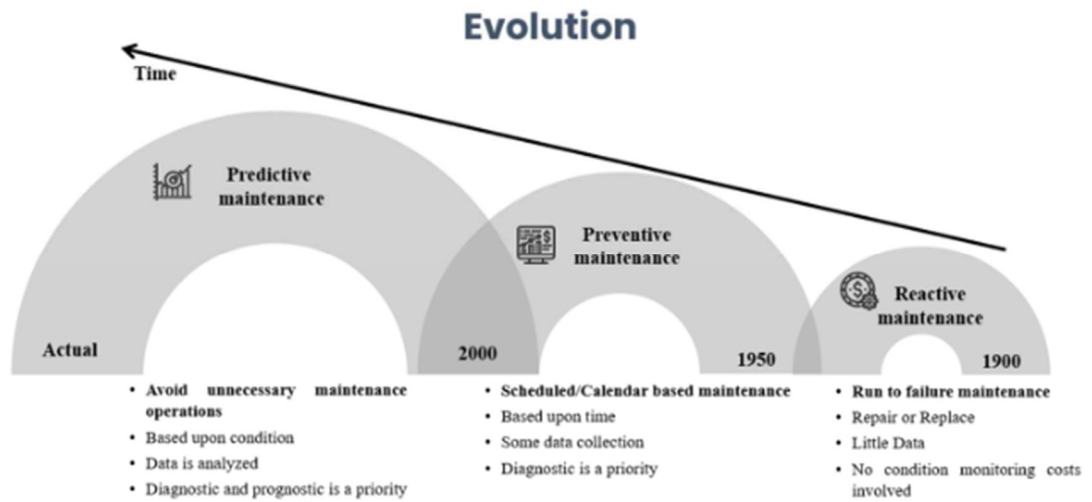 Evolution
Time
Predictive
maintenance
Preventive
maintenance
Reactive
maintenance
Actual
2000
1950
1900
• Avoid unnecessary maintenance
operations
• Based upon condition
• Data is analyzed
• Diagnostic and prognostic is a priority
• Scheduled/Calendar based maintenance
• Based upon time
• Some data collection
• Diagnostic is a priority
• Run to failure maintenance
• Repair or Replace
• Little Data
• No condition monitoring costs
involved